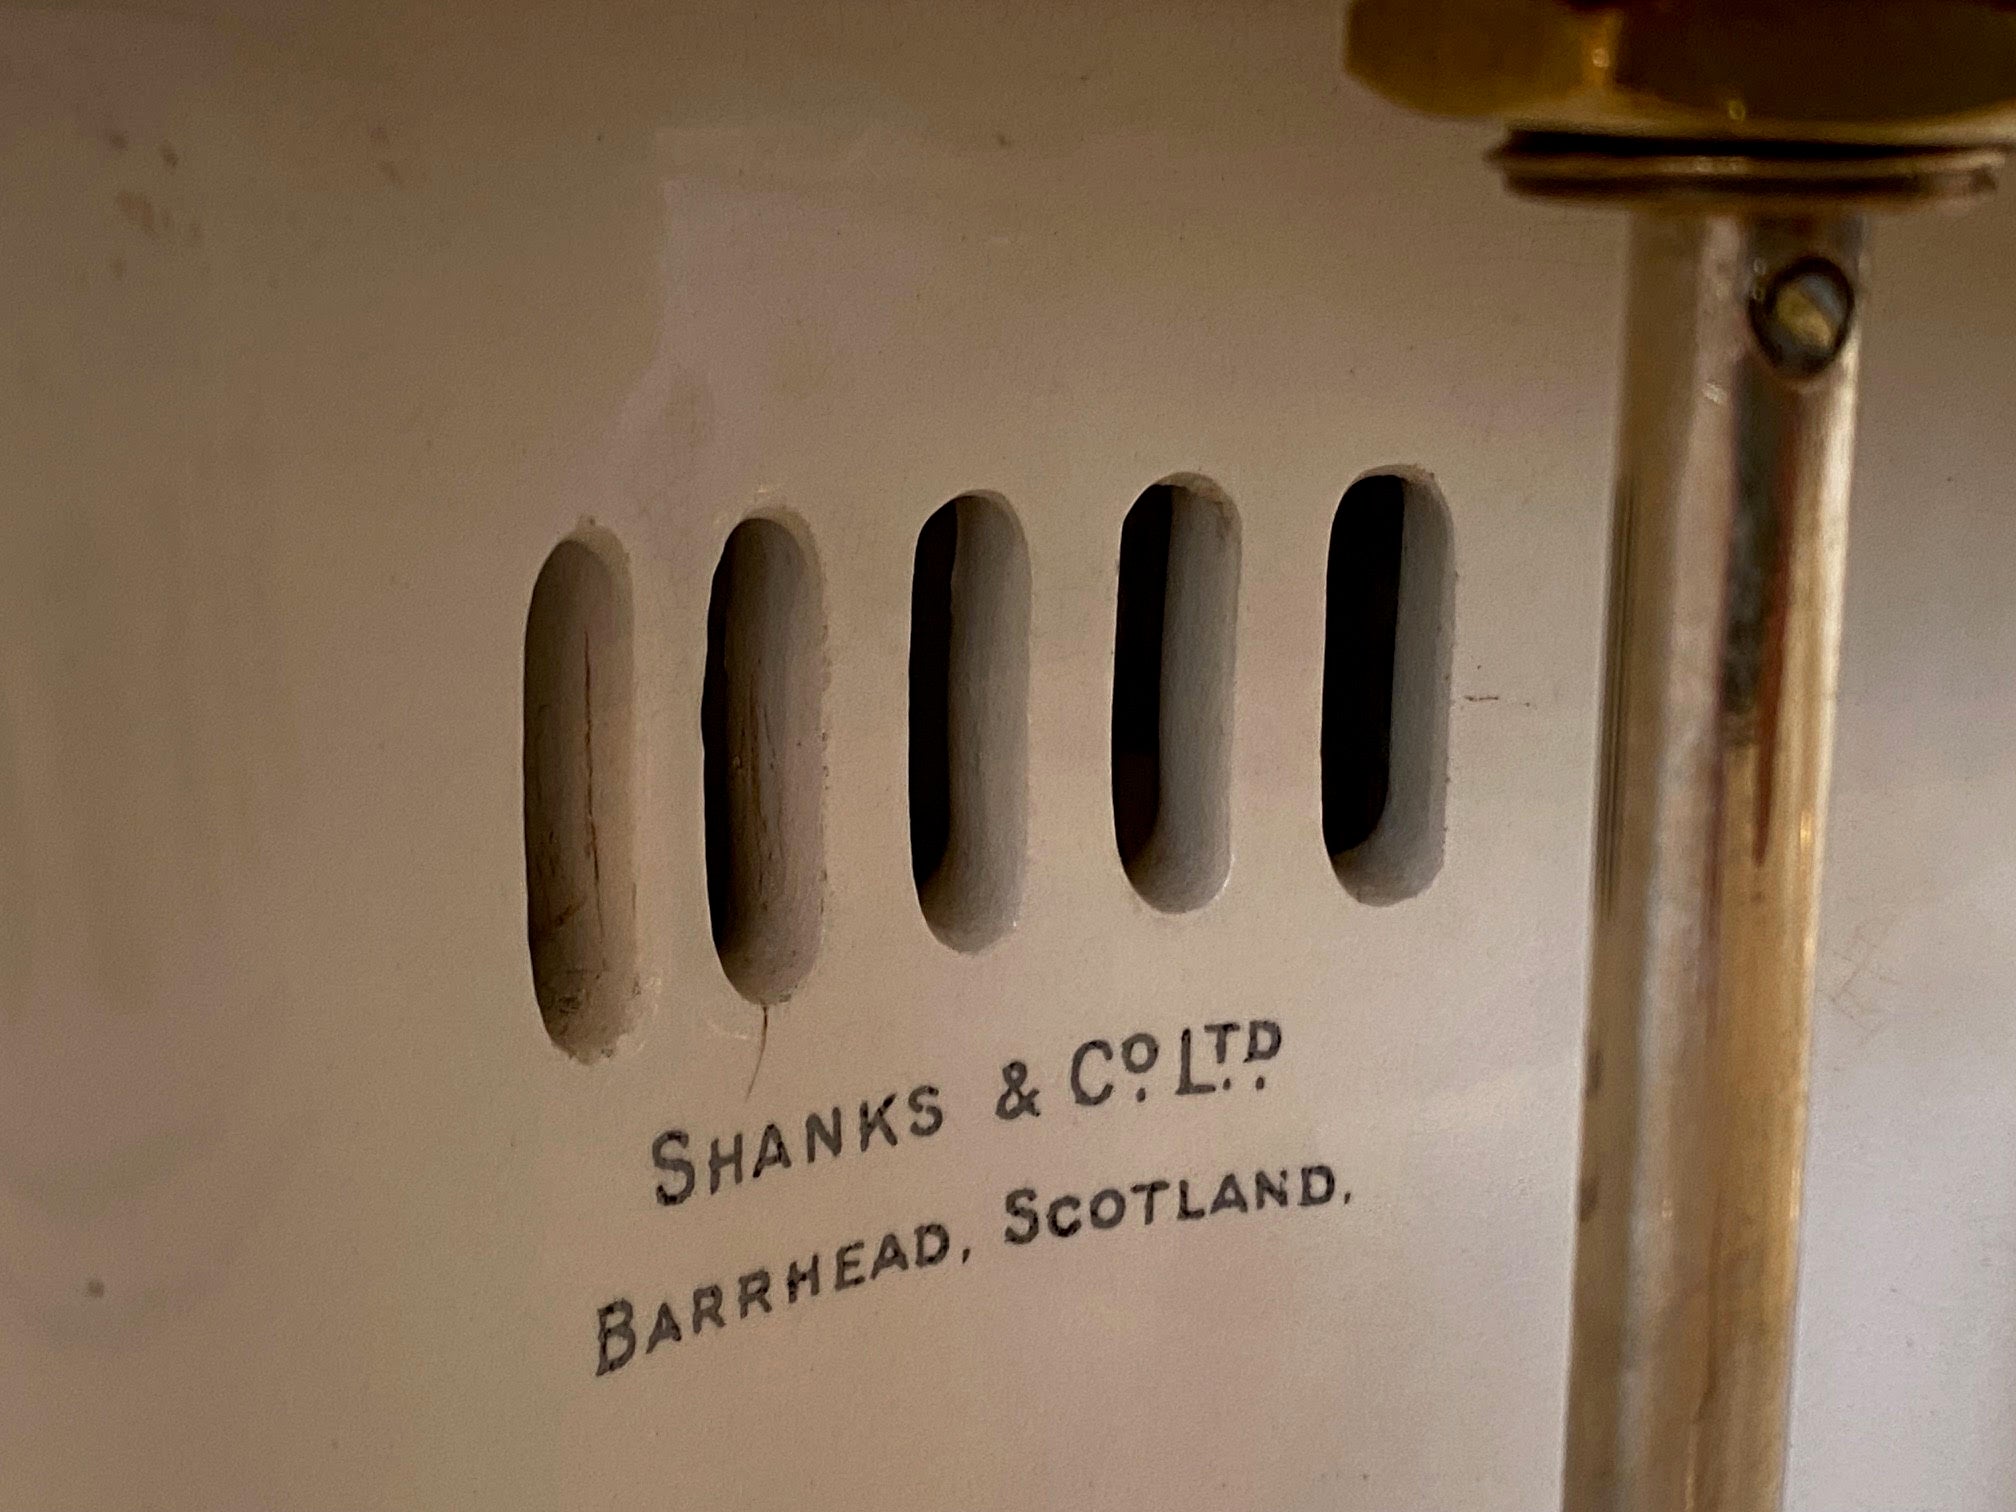 SHANKS & Co. LTD.
BARRHEAD, SCOTLAND.